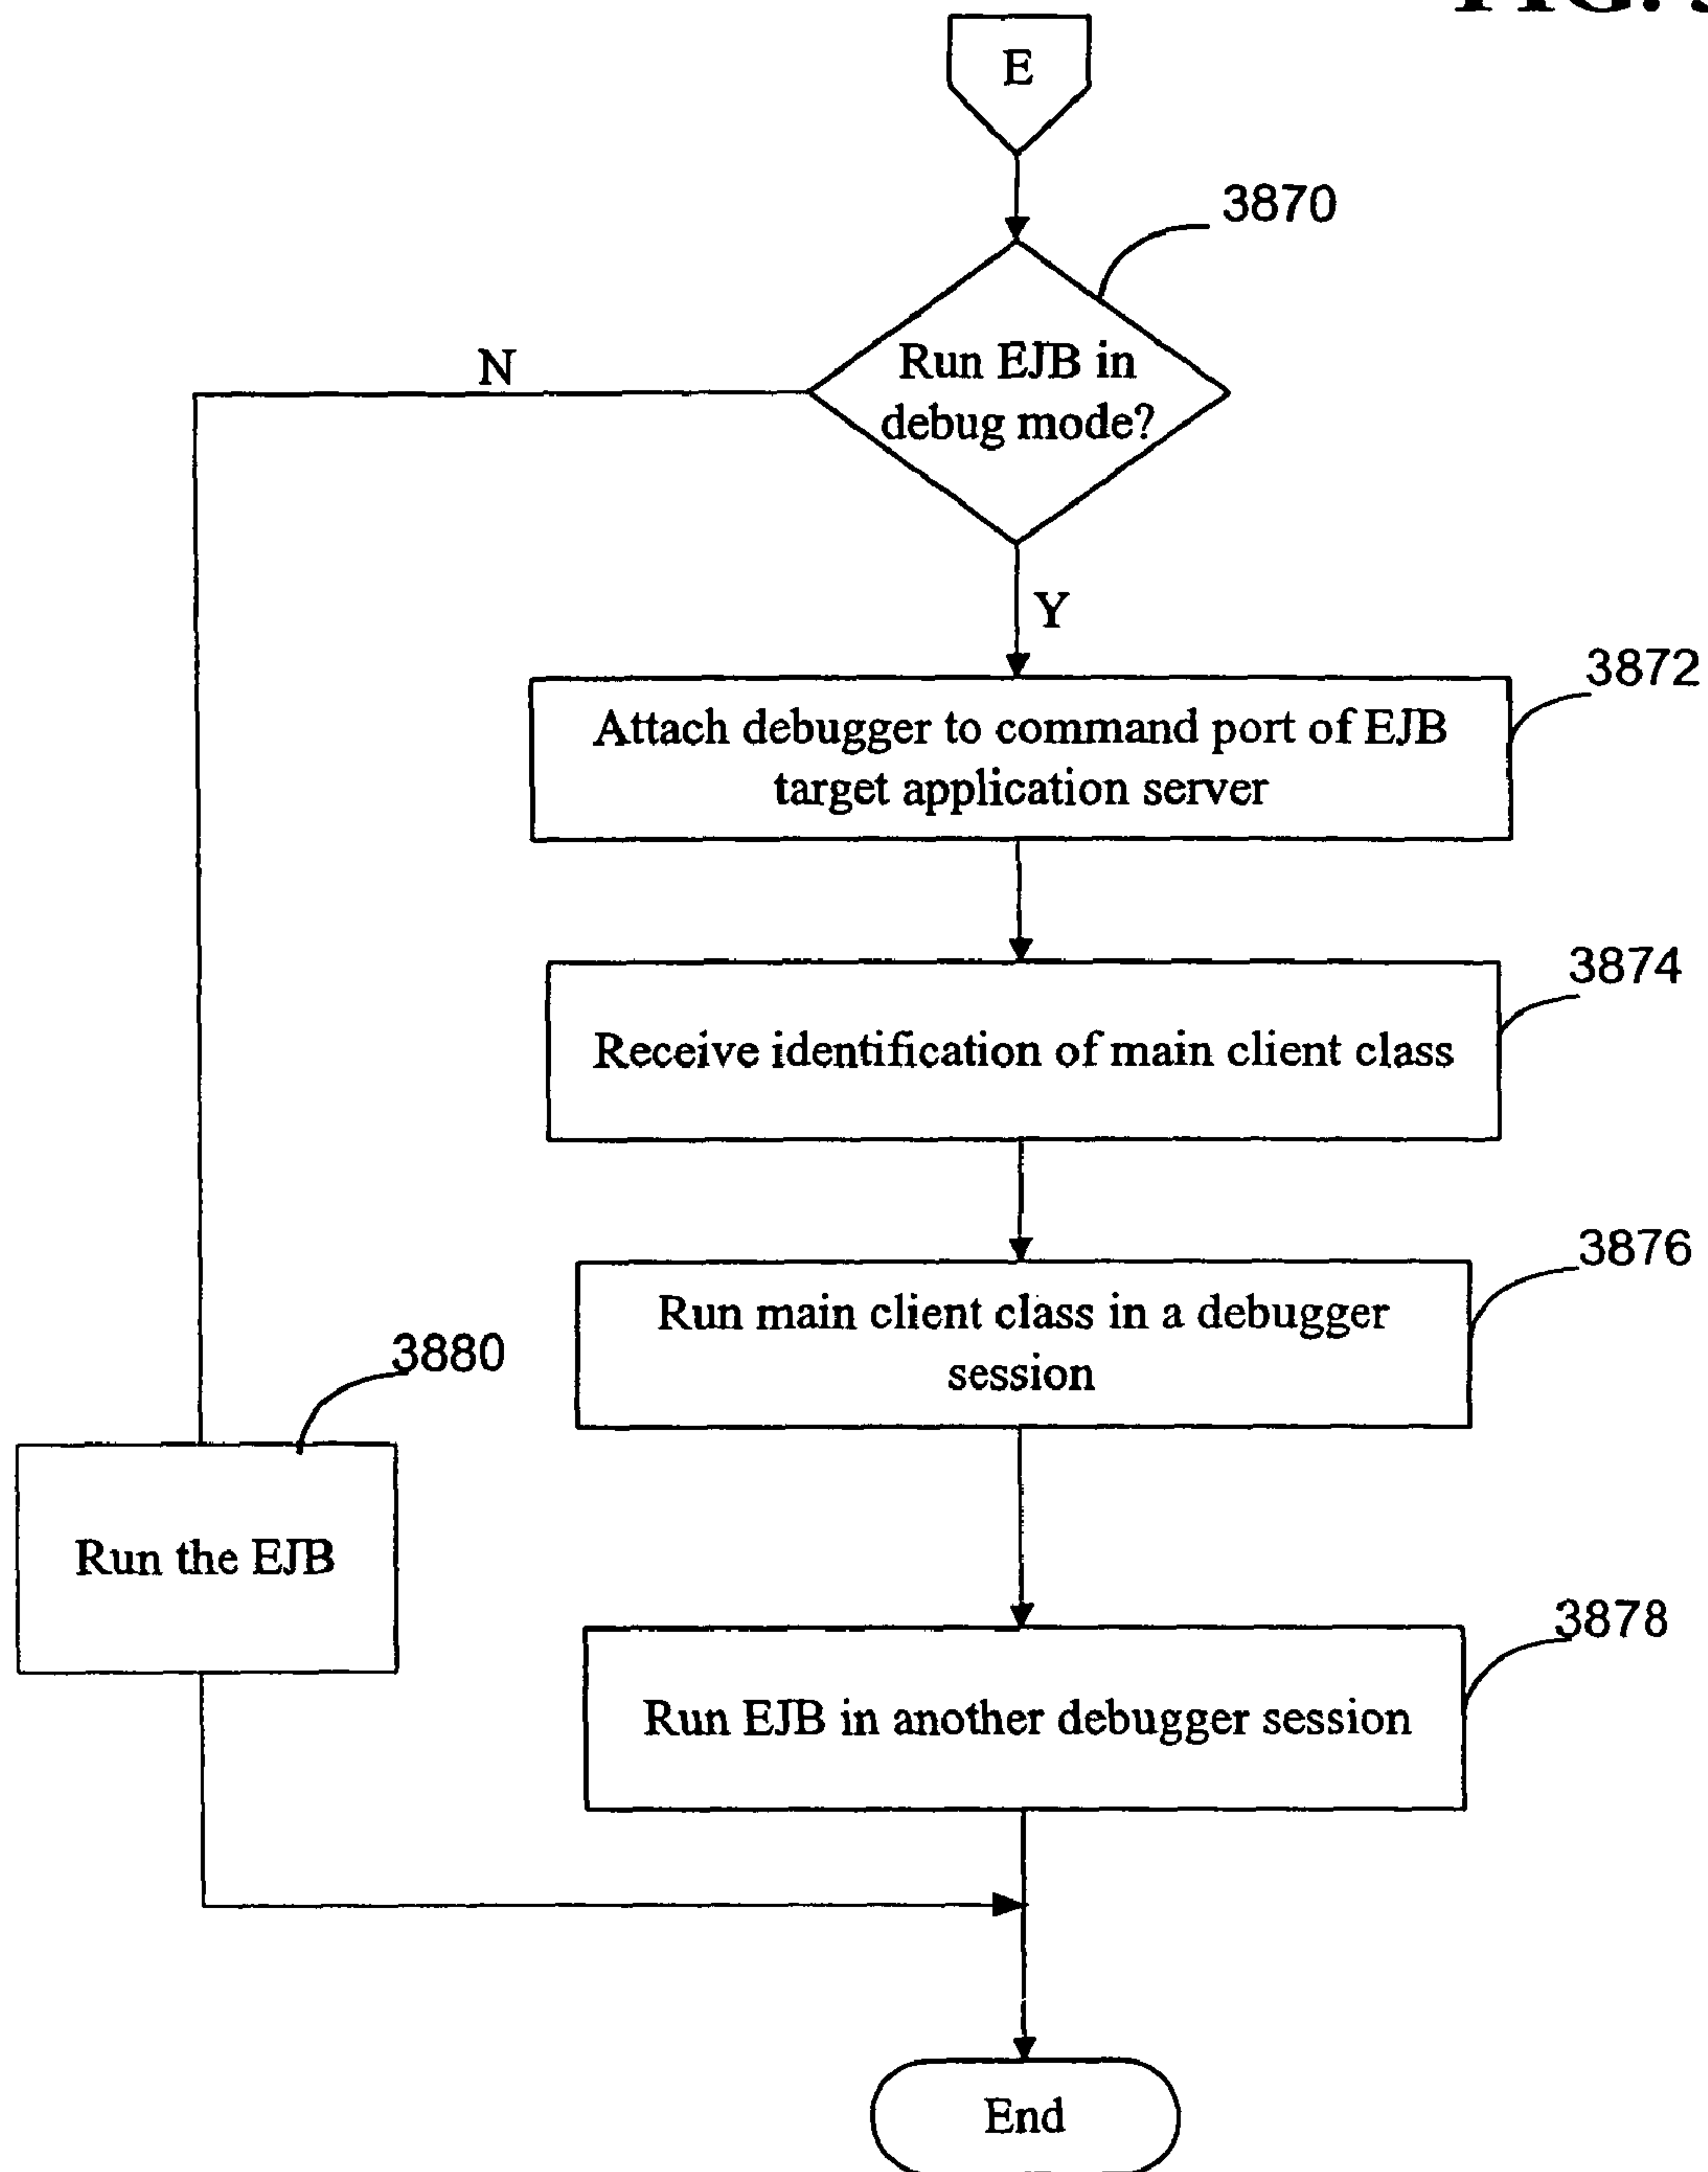 FIG.
E
3870
Run EJB in
debug mode?
N
Y
3872
Attach debugger to command port of EJB
target application server
3874
Receive identification of main client class
3876
Run main client class in a debugger
session
3880
Run the EJB
3878
Run EJB in another debugger session
End